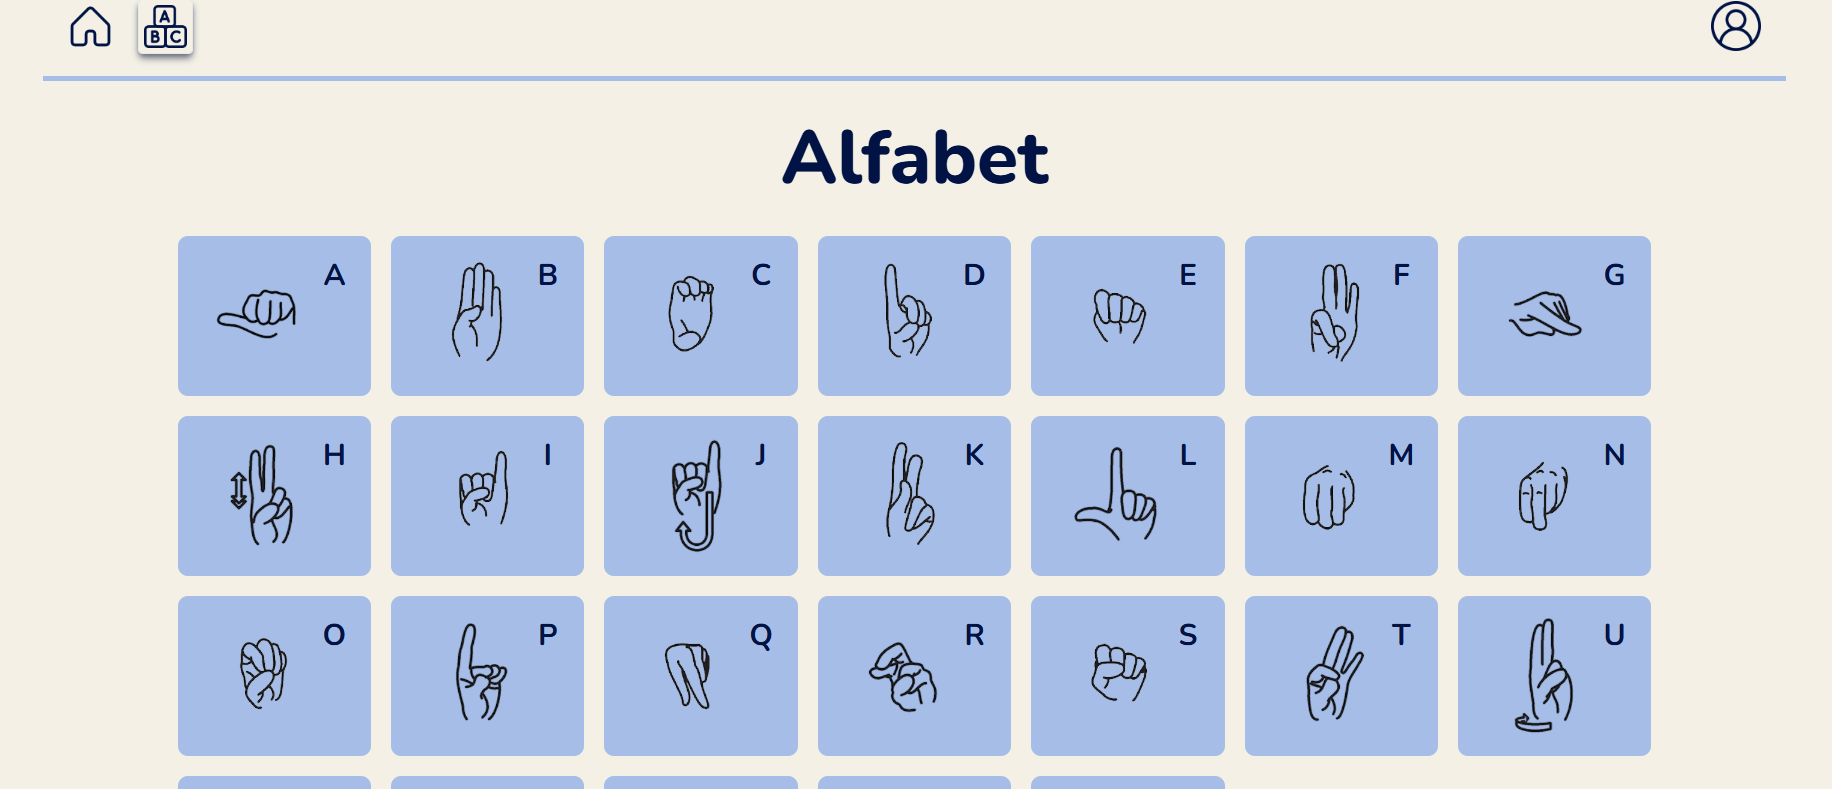 A
B C
Alfabet
A B C D E F G
H I J K L M N
O P Q R S T U